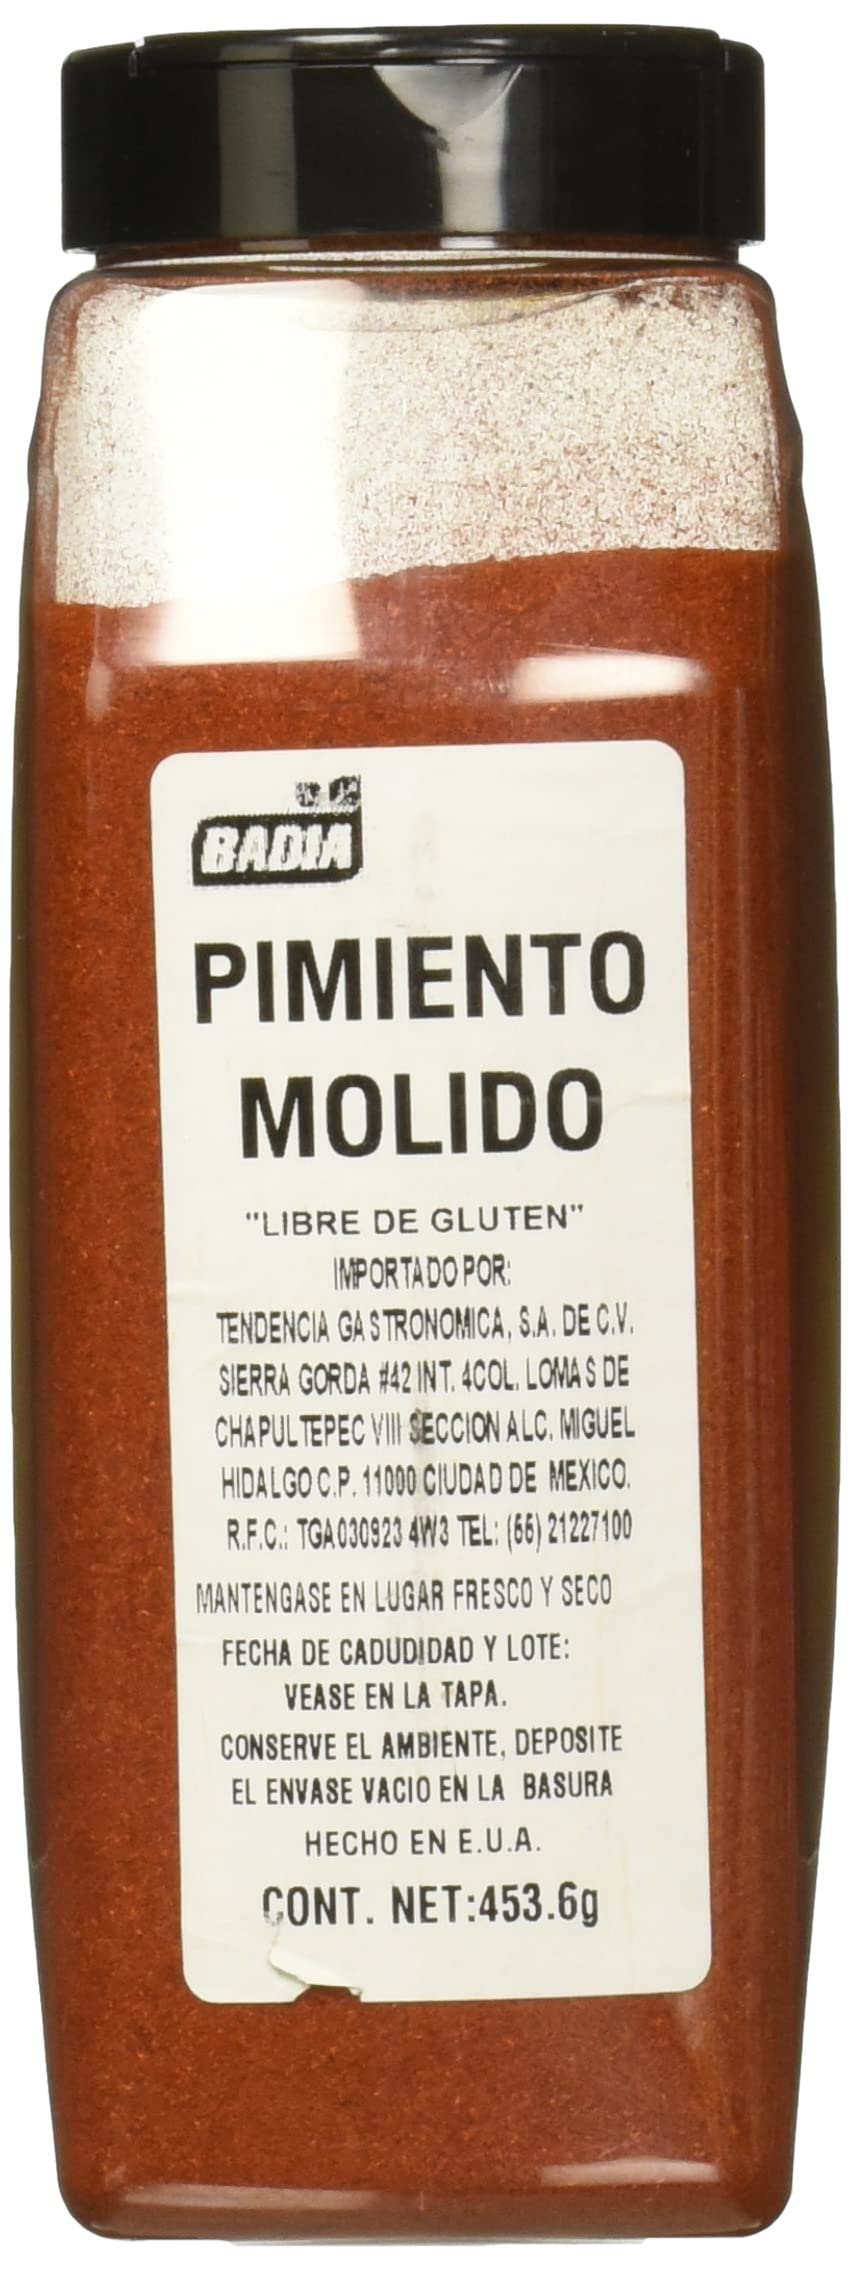 BADIA
PIMIENTO
MOLIDO
"LIBRE DE GLUTEN"
IMPORTADO POR:
TENDENCIA GASTRONOMICA, S.A. DE C.V.
SIERRA GORDA #42 INT. 4COL. LOMAS DE
CHAPULTEPEC VIII SECCION ALC. MIGUEL
HIDALGO C.P. 11000 CIUDAD DE MEXICO.
R.F.C.: TGA030923 4W3 TEL: (55) 21227100
MANTENGASE EN LUGAR FRESCO Y SECO
FECHA DE CADUDIDAD Y LOTE:
VEASE EN LA TAPA.
CONSERVE EL AMBIENTE, DEPOSITE
EL ENVASE VACIO EN LA BASURA
HECHO EN E.U.A.
CONT. NET:453.6g